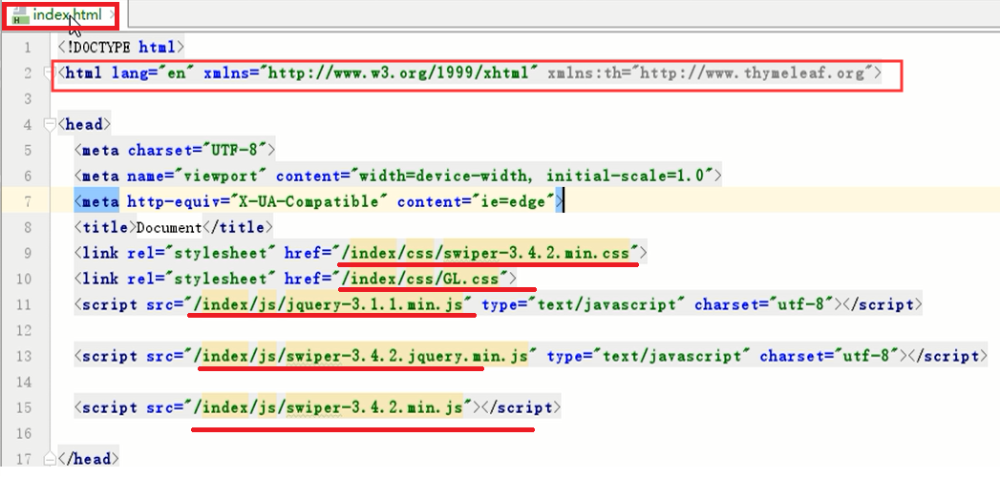 index.html
1 <!DOCTYPE html>
2 <html lang="en" xmlns="http://www.w3.org/1999/xhtml" xmlns:th="http://www.thymeleaf.org">
3
4 <head>
5 <meta charset="UTF-8">
6 <meta name="viewport" content="width=device-width, initial-scale=1.0">
7 <meta http-equiv="X-UA-Compatible" content="ie=edge">
8 <title>Document</title>
9 <link rel="stylesheet" href="/index/css/swiper-3.4.2.min.css">
10 <link rel="stylesheet" href="/index/css/GL.css">
11 <script src="/index/js/jquery-3.1.1.min.js" type="text/javascript" charset="utf-8"></script>
12
13 <script src="/index/js/swiper-3.4.2.jquery.min.js" type="text/javascript" charset="utf-8"></script>
14
15 <script src="/index/js/swiper-3.4.2.min.js"></script>
16
17 </head>